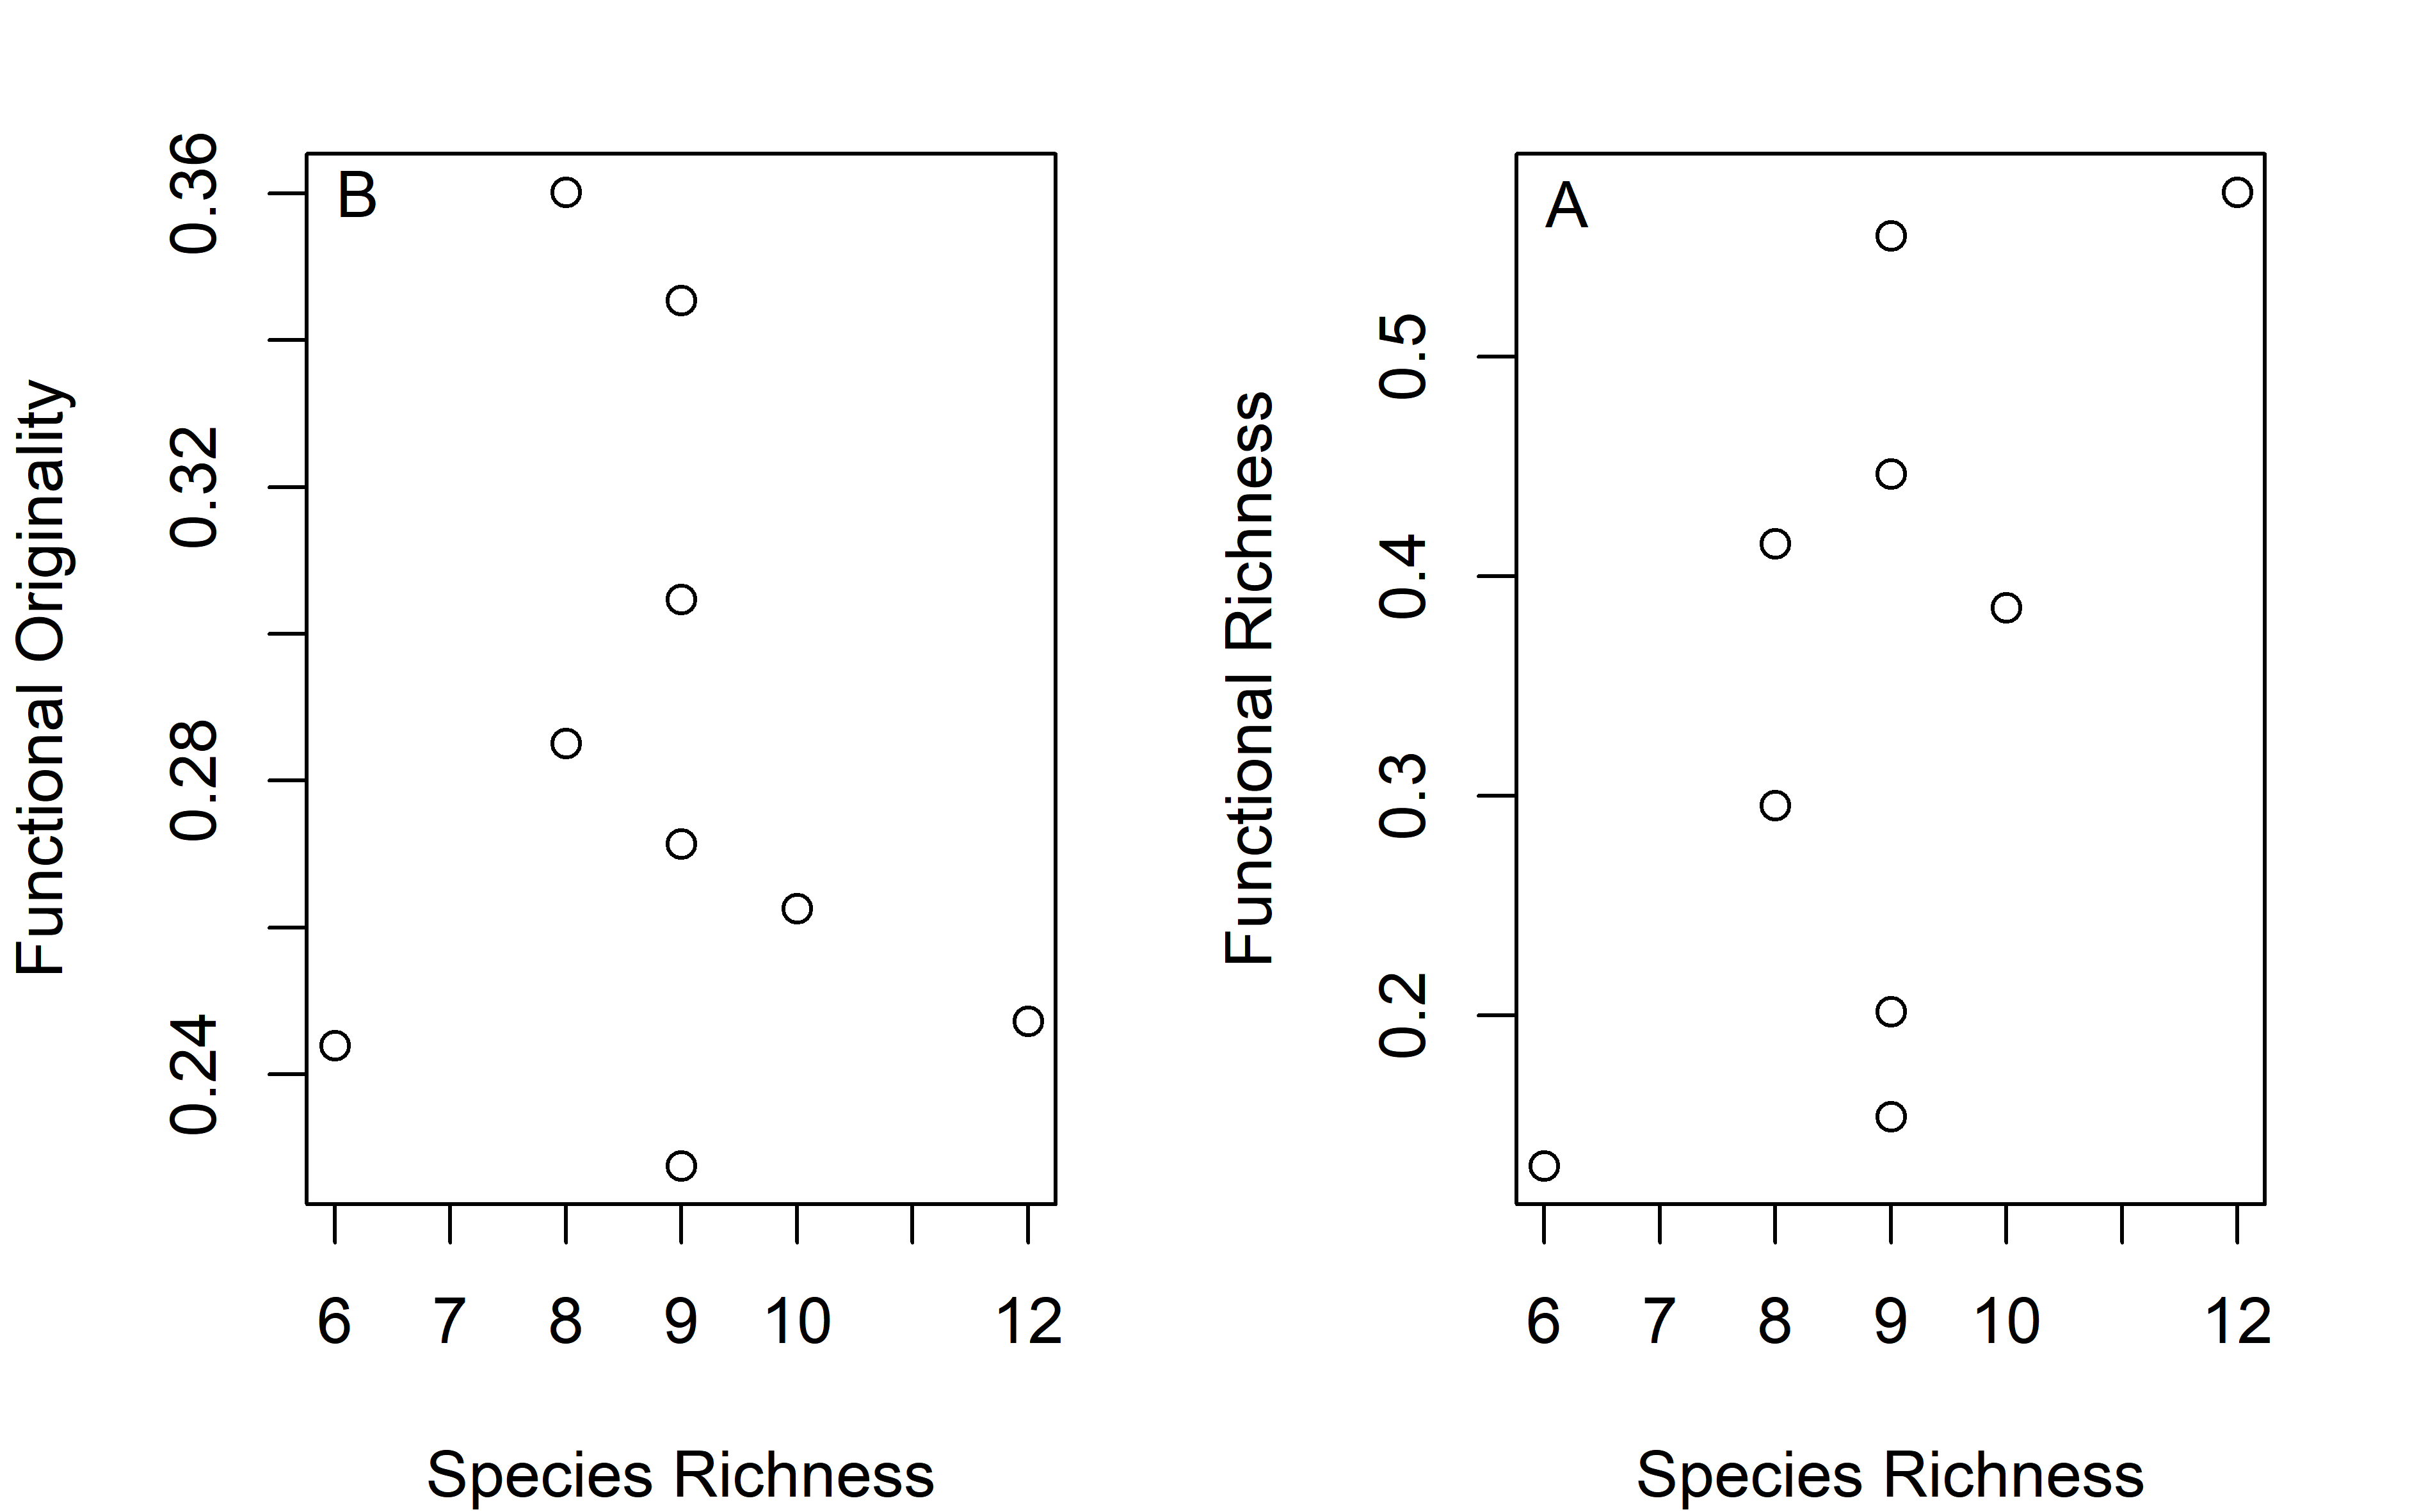 B
Functional Originality
0.36
0.32
0.28
0.24
6 7 8 9 10 12
Species Richness
A
Functional Richness
0.5
0.4
0.3
0.2
6 7 8 9 10 12
Species Richness